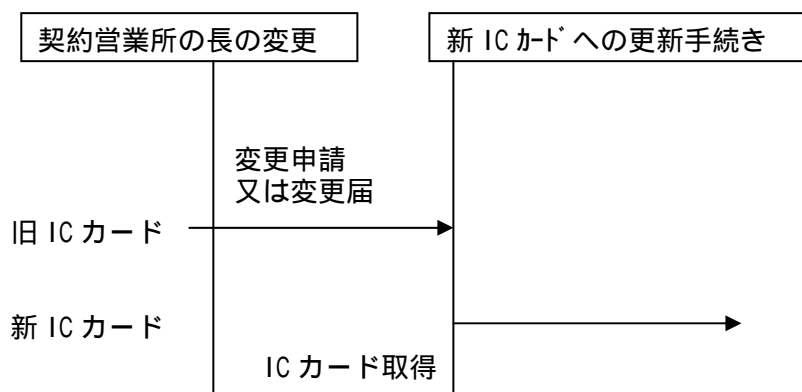 契約営業所の長の変更
新 IC ｶｰﾄﾞへの更新手続き
変更申請
又は変更届
旧 IC カード
新 IC カード
IC カード取得